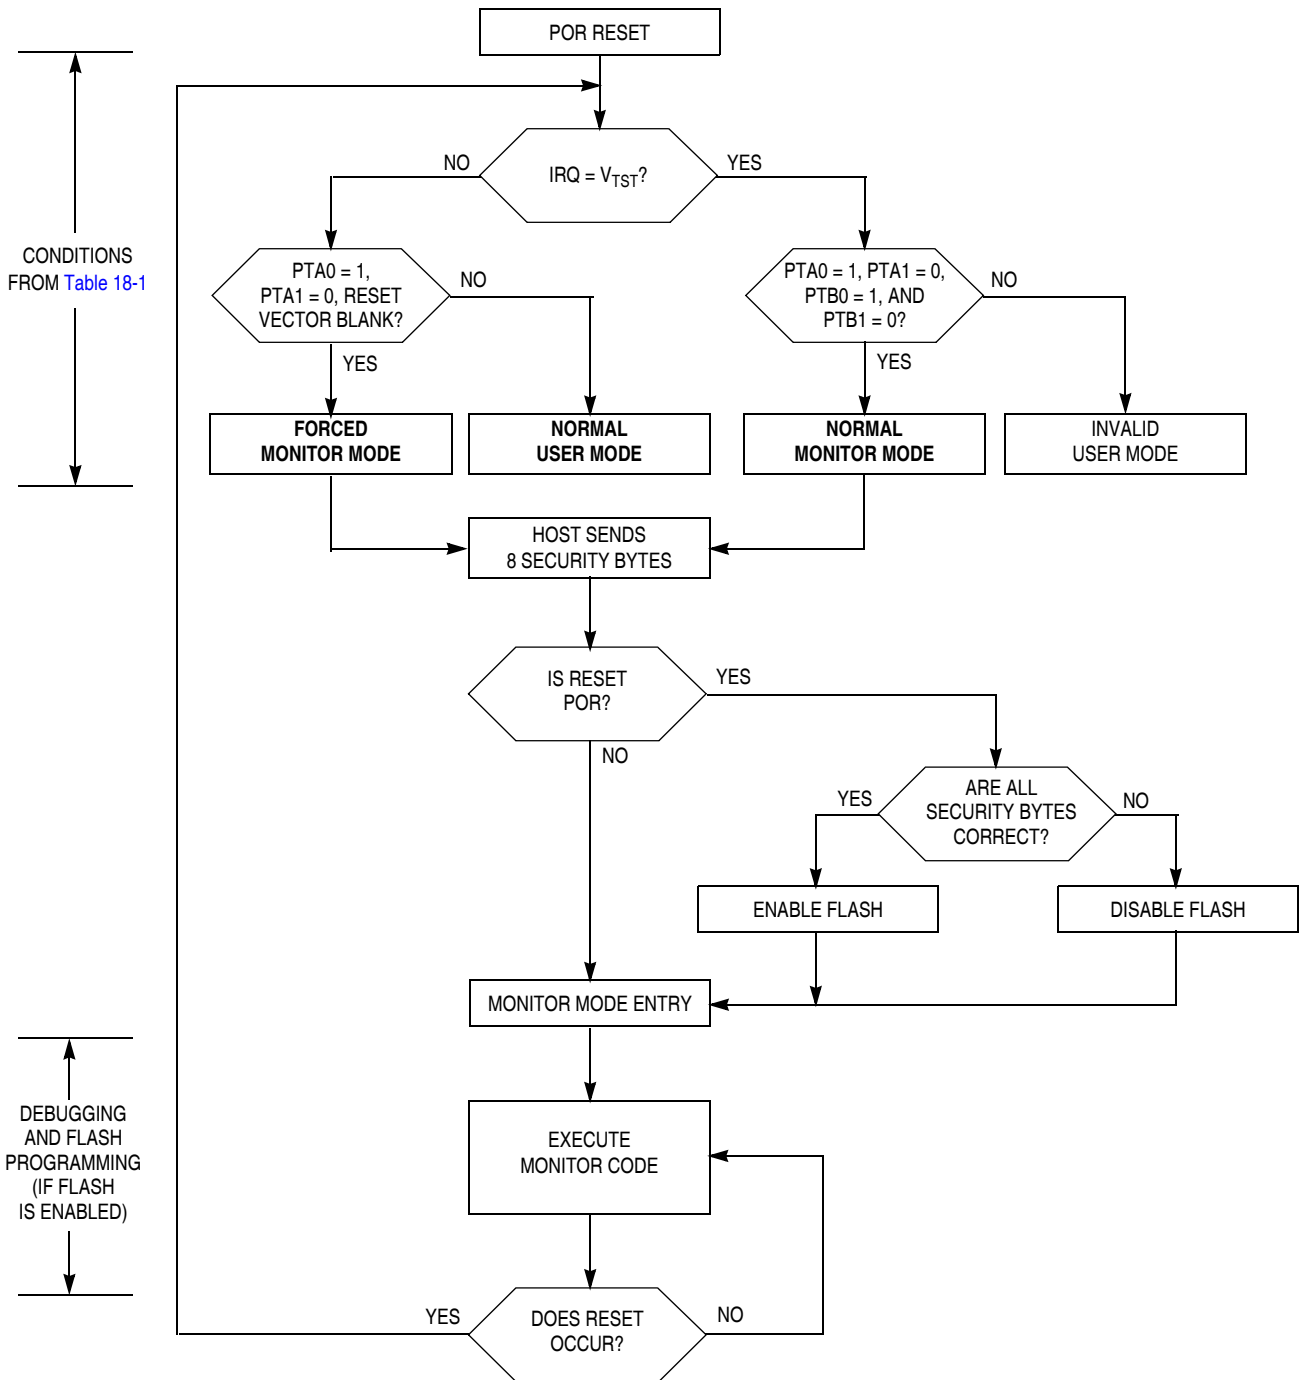 POR RESET
IRQ = VTST?
NO
YES
CONDITIONS
FROM Table 18-1
PTA0 = 1,
PTA1 = 0, RESET
VECTOR BLANK?
NO
YES
PTA0 = 1, PTA1 = 0,
PTB0 = 1, AND
PTB1 = 0?
NO
YES
FORCED
MONITOR MODE
NORMAL
USER MODE
NORMAL
MONITOR MODE
INVALID
USER MODE
HOST SENDS
8 SECURITY BYTES
IS RESET
POR?
YES
NO
ARE ALL
SECURITY BYTES
CORRECT?
YES
NO
ENABLE FLASH
DISABLE FLASH
MONITOR MODE ENTRY
DEBUGGING
AND FLASH
PROGRAMMING
(IF FLASH
IS ENABLED)
EXECUTE
MONITOR CODE
DOES RESET
OCCUR?
YES
NO